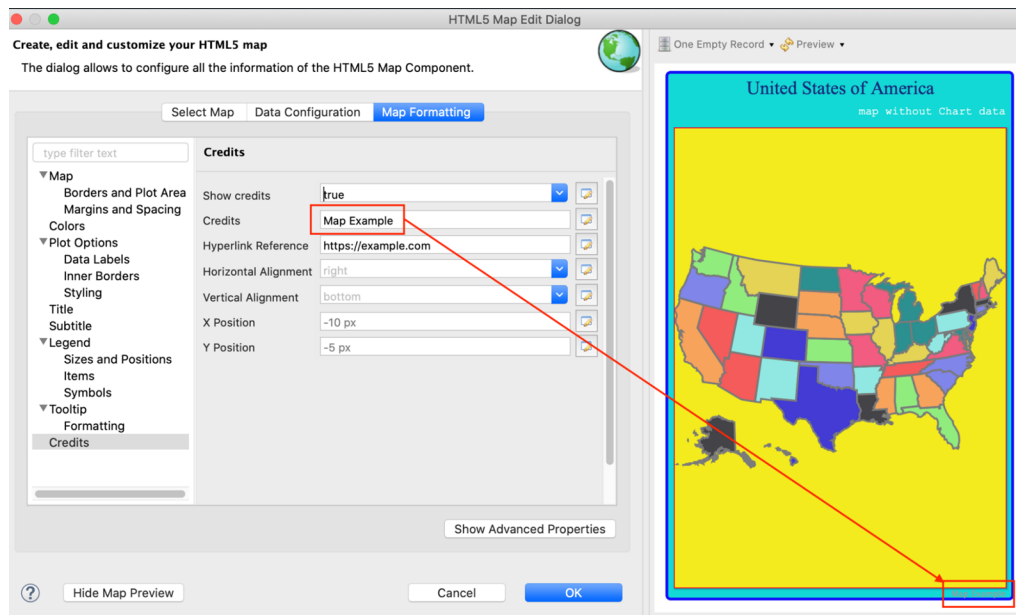 HTML5 Map Edit Dialog
Create, edit and customize your HTML5 map
The dialog allows to configure all the information of the HTML5 Map Component.
One Empty Record
Preview
Select Map
Data Configuration
Map Formatting
type filter text
Map
Borders and Plot Area
Margins and Spacing
Colors
Plot Options
Data Labels
Inner Borders
Styling
Title
Subtitle
Legend
Sizes and Positions
Items
Symbols
Tooltip
Formatting
Credits
Credits
Show credits true
Credits Map Example
Hyperlink Reference https://example.com
Horizontal Alignment right
Vertical Alignment bottom
X Position -10 px
Y Position -5 px
Show Advanced Properties
? Hide Map Preview Cancel OK
United States of America
map without Chart data